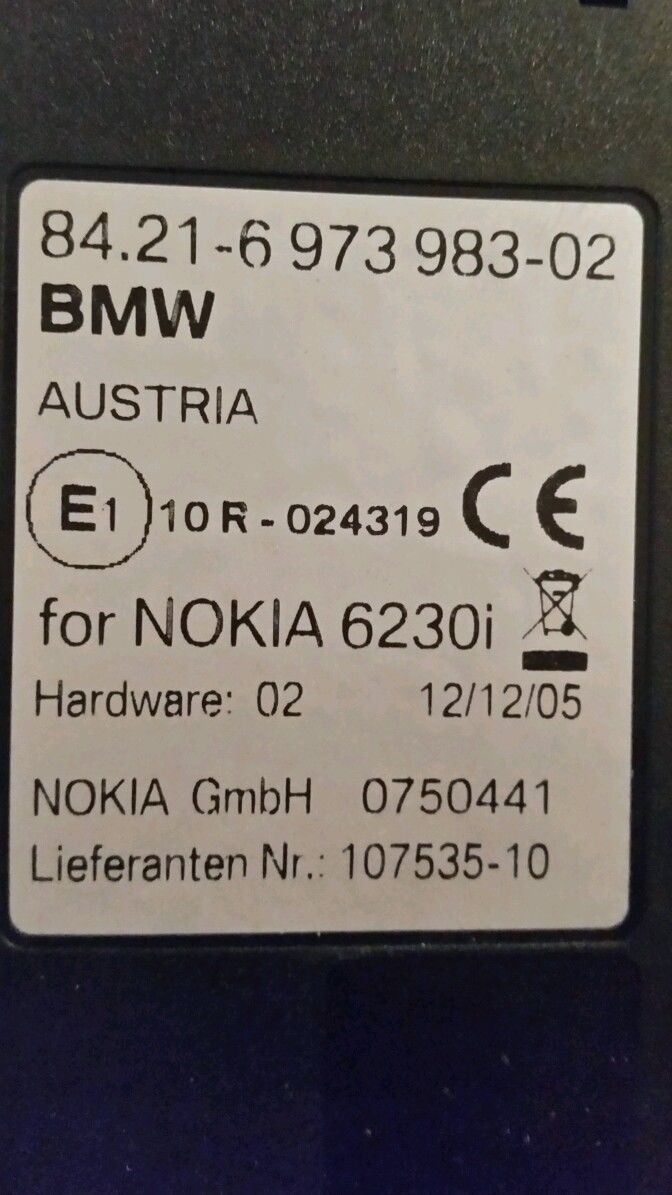 84.21-6 973 983-02
BMW
AUSTRIA
E1 10 R - 024319 CE
for NOKIA 6230i
Hardware: 02 12/12/05
NOKIA GmbH 0750441
Lieferanten Nr.: 107535-10